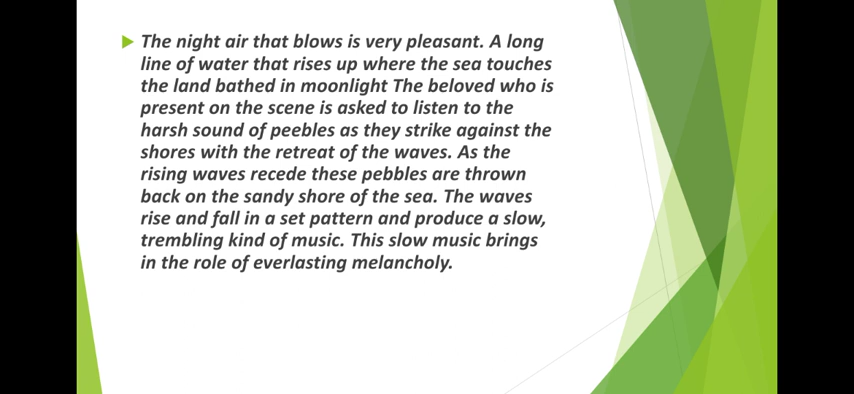 The night air that blows is very pleasant. A long
line of water that rises up where the sea touches
the land bathed in moonlight The beloved who is
present on the scene is asked to listen to the
harsh sound of peebles as they strike against the
shores with the retreat of the waves. As the
rising waves recede these pebbles are thrown
back on the sandy shore of the sea. The waves
rise and fall in a set pattern and produce a slow,
trembling kind of music. This slow music brings
in the role of everlasting melancholy.